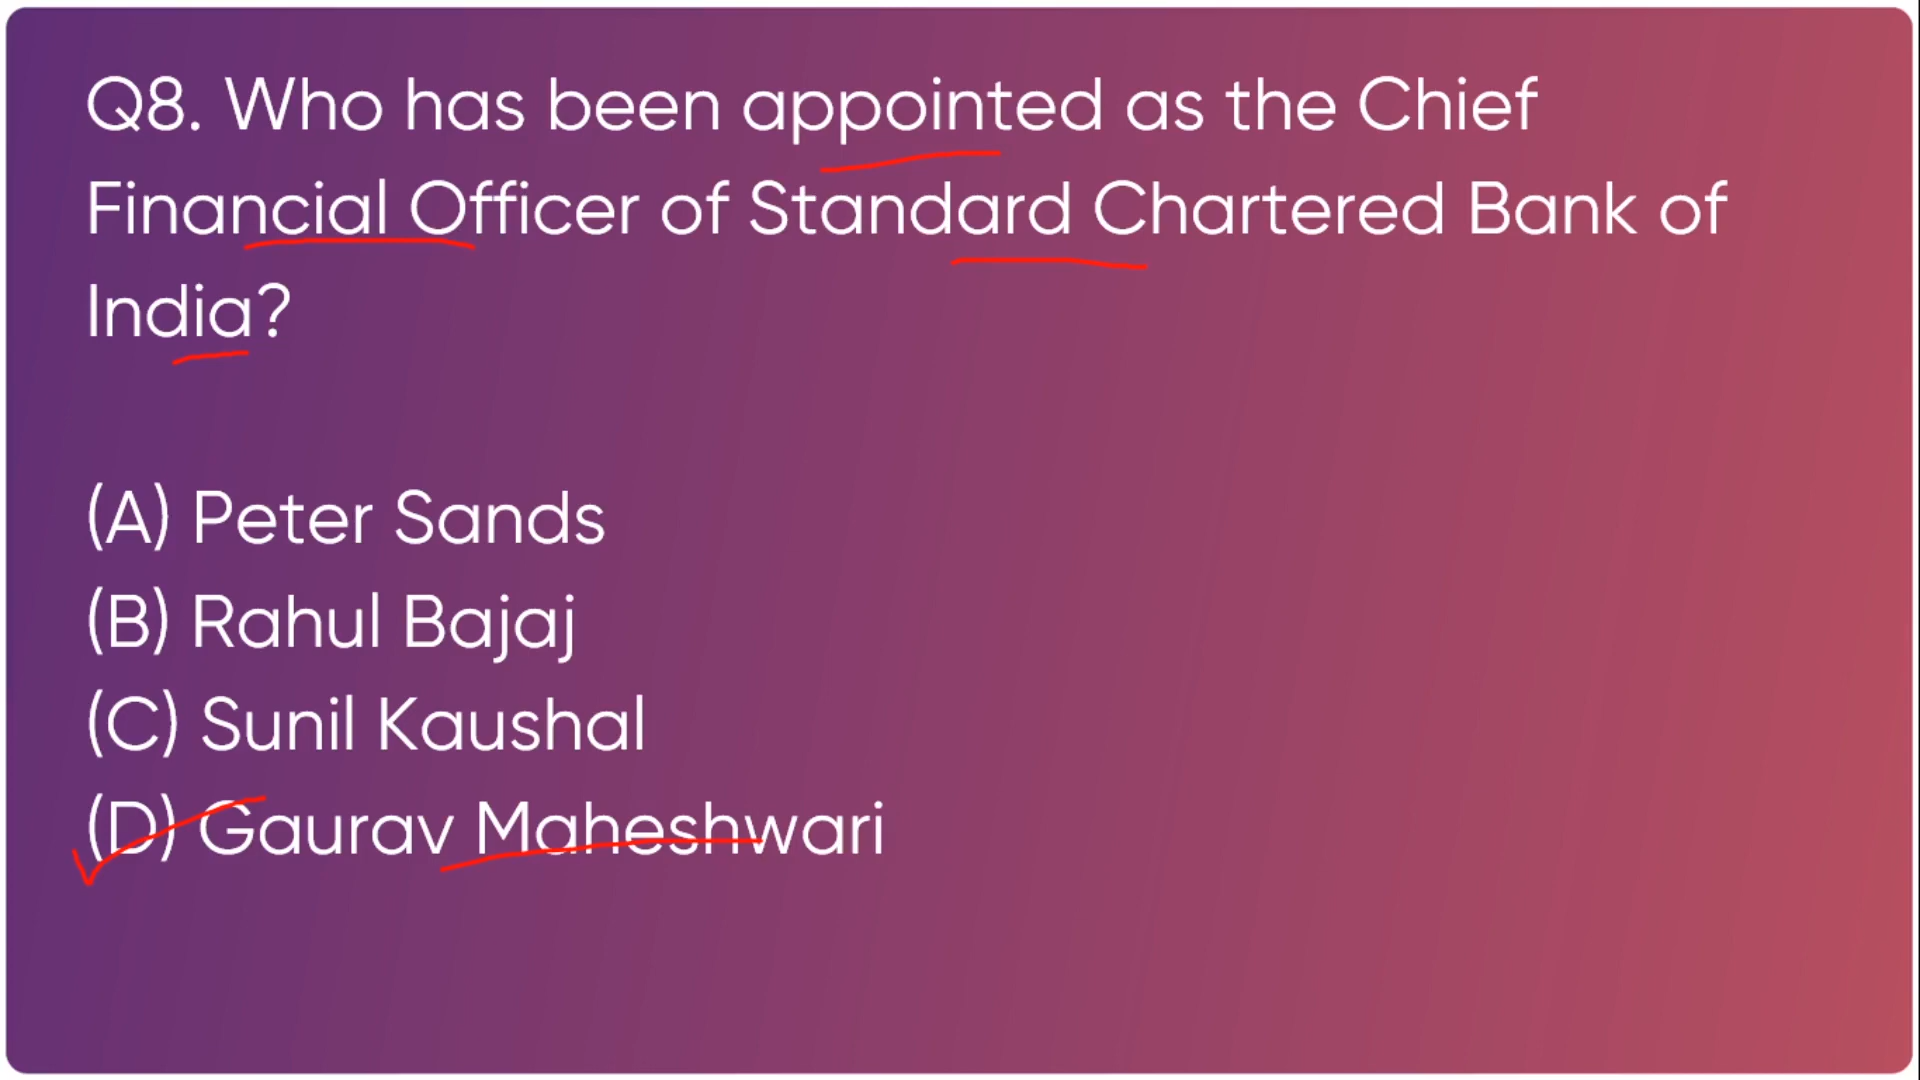 Q8. Who has been appointed as the Chief
Financial Officer of Standard Chartered Bank of
India?
(A) Peter Sands
(B) Rahul Bajaj
(C) Sunil Kaushal
(D) Gaurav Maheshwari